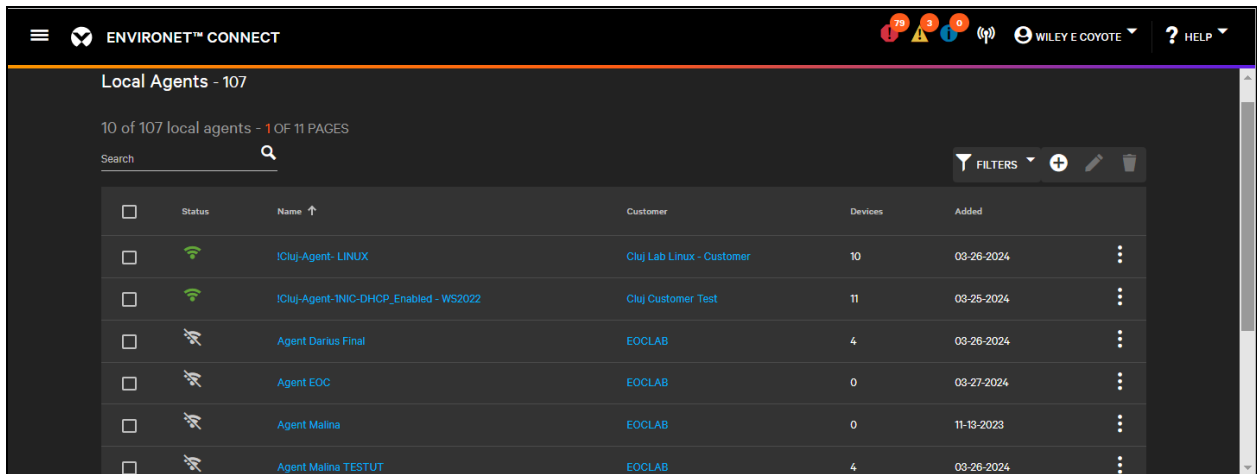 79 3 0
ENVIRONET™ CONNECT WILEY E COYOTE ? HELP
Local Agents - 107
10 of 107 local agents - 1 OF 11 PAGES
Search FILTERS
Status Name Customer Devices Added
!Cluj-Agent- LINUX Cluj Lab Linux - Customer 10 03-26-2024
!Cluj-Agent-1NIC-DHCP_Enabled - WS2022 Cluj Customer Test 11 03-25-2024
Agent Darius Final EOCLAB 4 03-26-2024
Agent EOC EOCLAB 0 03-27-2024
Agent Malina EOCLAB 0 11-13-2023
Agent Malina TESTUT EOCLAB 4 03-26-2024